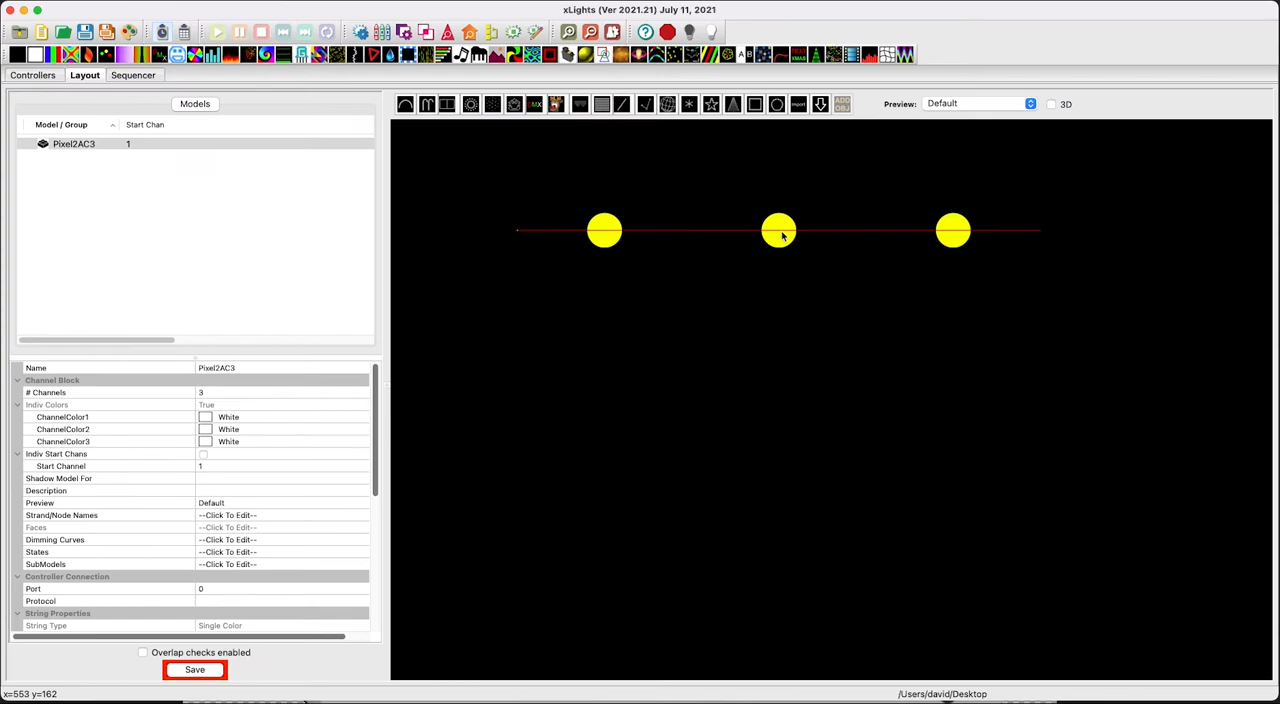 xLights (Ver 2021.21) July 11, 2021
Controllers Layout Sequencer
Models
Model / Group Start Chan
Pixel2AC3 1
DMX
Import
ADD OBJ
Preview: Default 3D
Name Pixel2AC3
Channel Block
# Channels 3
Indiv Colors True
ChannelColor1 White
ChannelColor2 White
ChannelColor3 White
Indiv Start Chans
Start Channel 1
Shadow Model For
Description
Preview Default
Strand/Node Names --Click To Edit--
Faces --Click To Edit--
Dimming Curves --Click To Edit--
States --Click To Edit--
SubModels --Click To Edit--
Controller Connection
Port 0
Protocol
String Properties
String Type Single Color
Overlap checks enabled
Save
x=553 y=162 /Users/david/Desktop